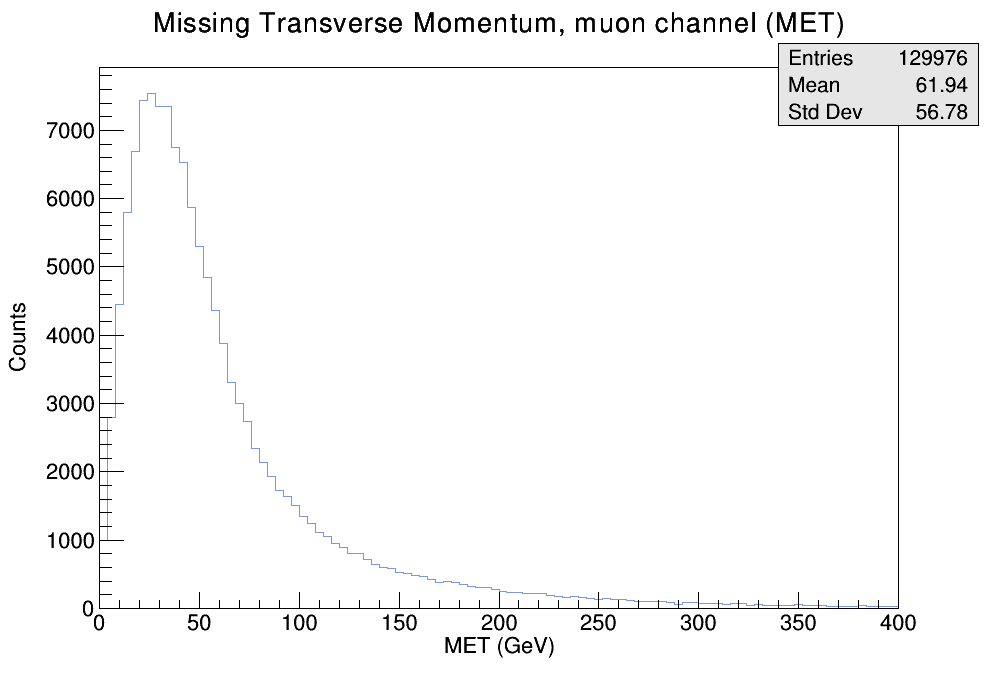 Missing Transverse Momentum, muon channel (MET)
Entries 129976
Mean 61.94
Std Dev 56.78
7000
6000
5000
4000
3000
2000
1000
0
Counts
0 50 100 150 200 250 300 350 400
MET (GeV)